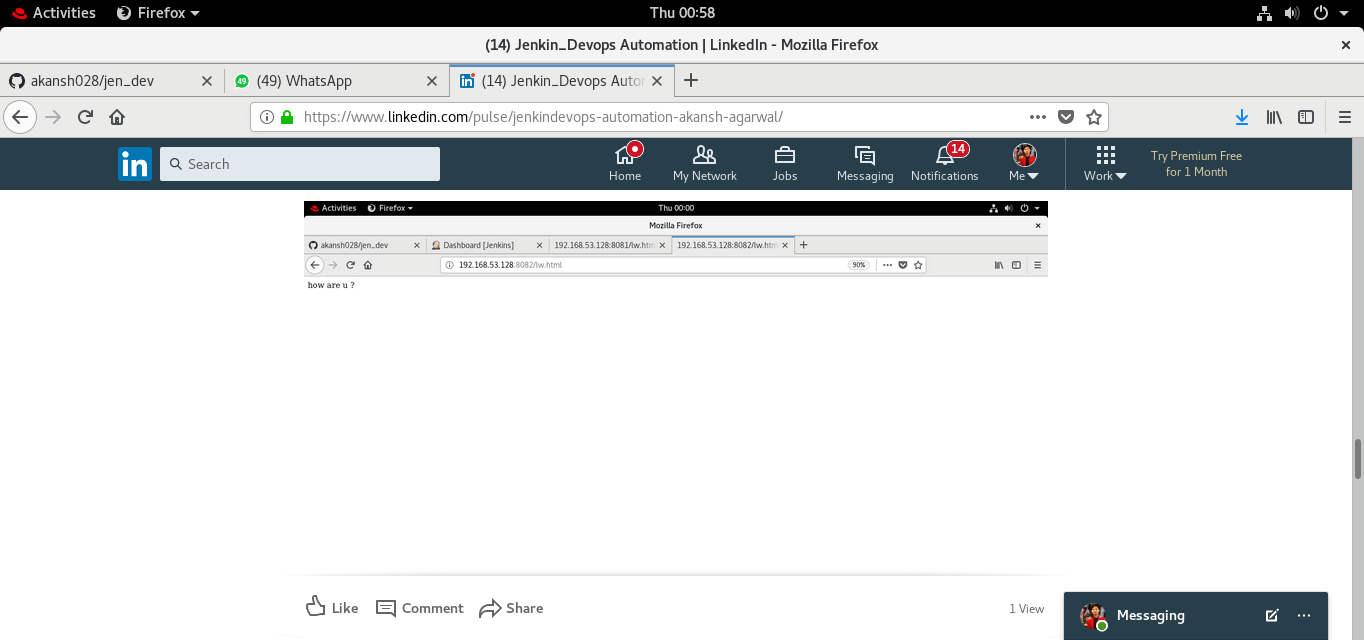 Activities Firefox Thu 00:58
(14) Jenkin_Devops Automation | LinkedIn - Mozilla Firefox
akansh028/jen_dev (49) WhatsApp (14) Jenkin_Devops Auto
https://www.linkedin.com/pulse/jenkindevops-automation-akansh-agarwal/
in Search Home My Network Jobs Messaging 14 Notifications Me Work Try Premium Free
for 1 Month
Activities Firefox Thu 00:00
Mozilla Firefox
akansh028/jen_dev Dashboard [Jenkins] 192.168.53.128:8081/lw.htm 192.168.53.128:8082/lw.htm
192.168.53.128:8082/lw.html 90%
how are u ?
Like Comment Share 1 View
Messaging